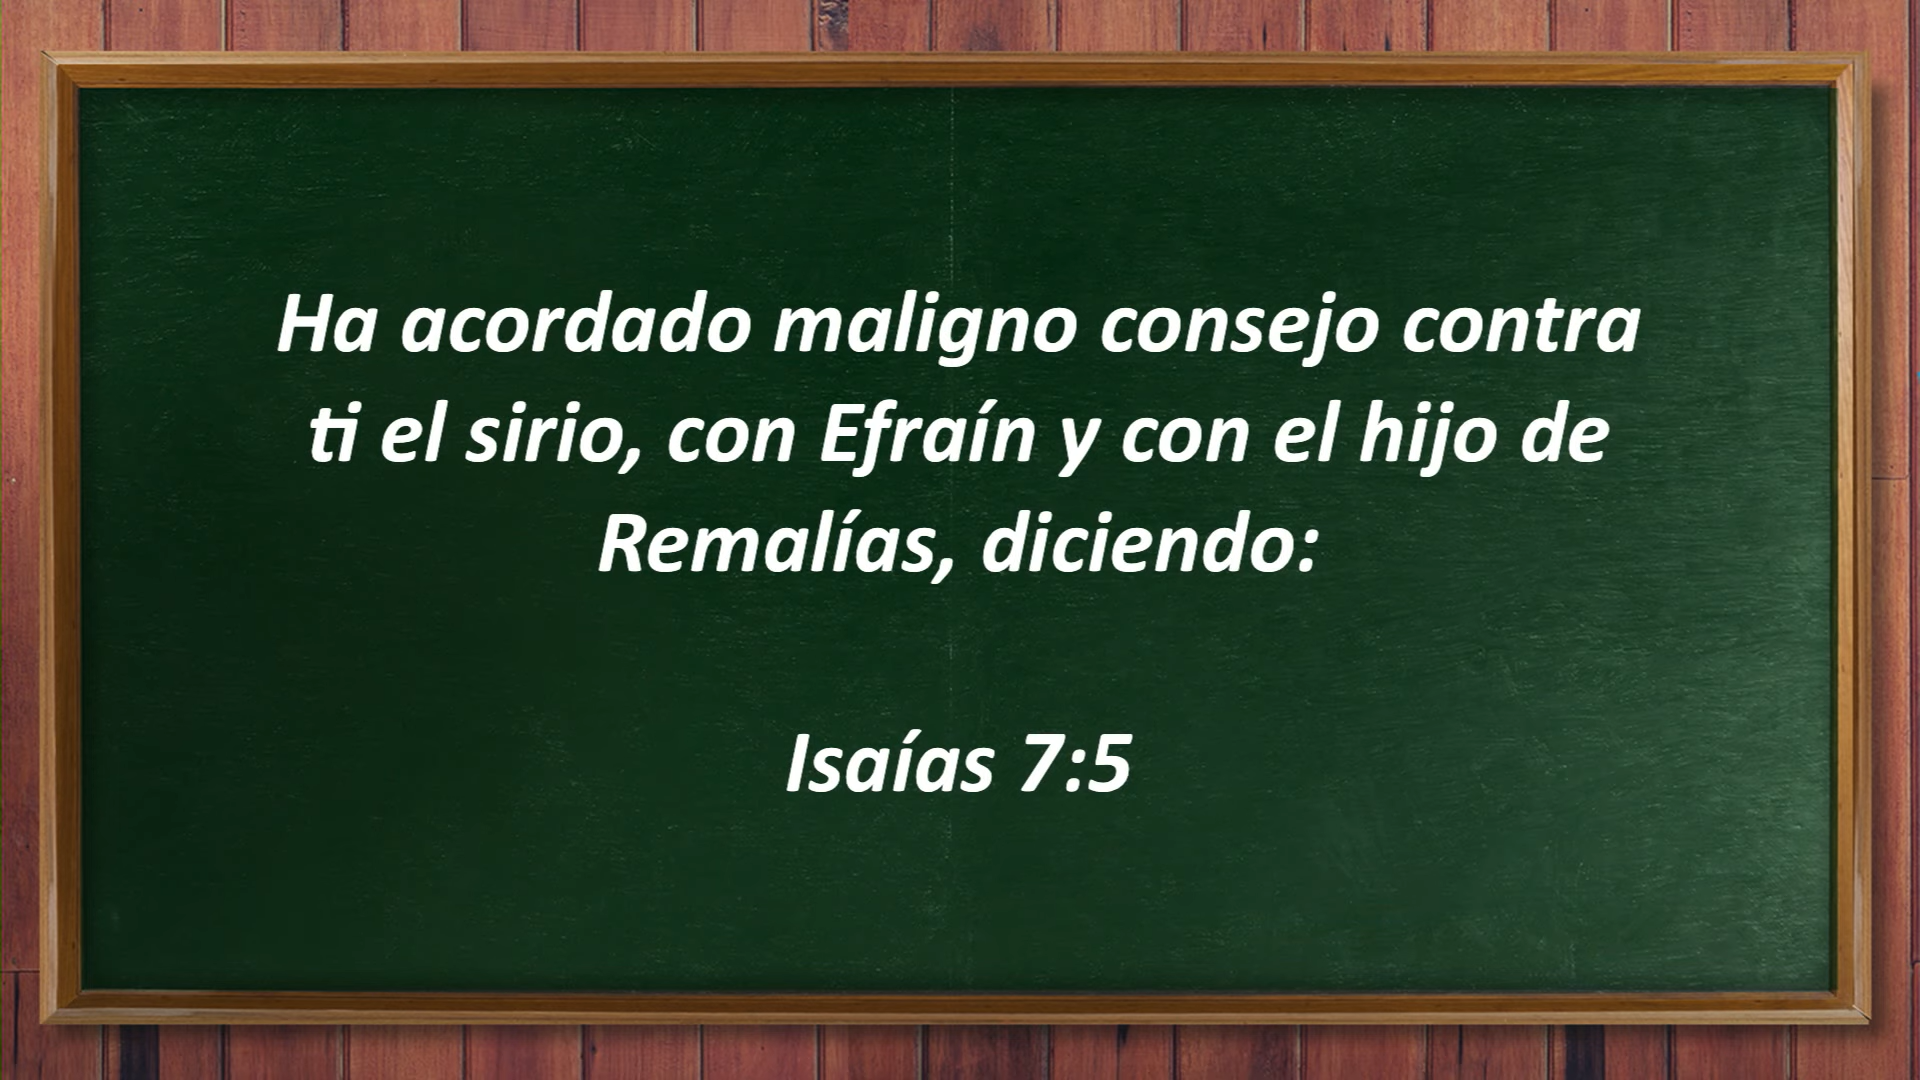 Ha acordado maligno consejo contra
ti el sirio, con Efraín y con el hijo de
Remalías, diciendo:
Isaías 7:5